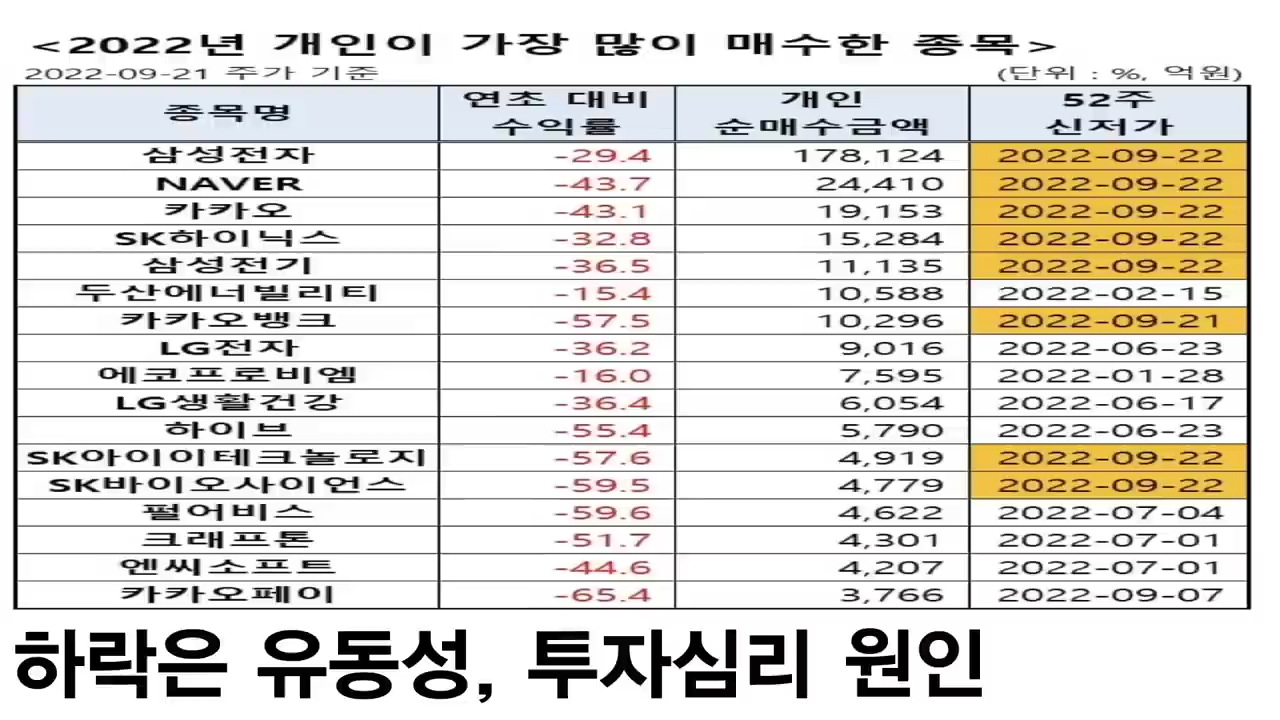 <2022년 개인이 가장 많이 매수한 종목>
2022-09-21 주가 기준 (단위 : %, 억원)
종목명 연초 대비 수익률 개인 순매수금액 52주 신저가
삼성전자 -29.4 178,124 2022-09-22
NAVER -43.7 24,410 2022-09-22
카카오 -43.1 19,153 2022-09-22
SK하이닉스 -32.8 15,284 2022-09-22
삼성전기 -36.5 11,135 2022-09-22
두산에너빌리티 -15.4 10,588 2022-02-15
카카오뱅크 -57.5 10,296 2022-09-21
LG전자 -36.2 9,016 2022-06-23
에코프로비엠 -16.0 7,595 2022-01-28
LG생활건강 -36.4 6,054 2022-06-17
하이브 -55.4 5,790 2022-06-23
SK아이이테크놀로지 -57.6 4,919 2022-09-22
SK바이오사이언스 -59.5 4,779 2022-09-22
펄어비스 -59.6 4,622 2022-07-04
크래프톤 -51.7 4,301 2022-07-01
엔씨소프트 -44.6 4,207 2022-07-01
카카오페이 -65.4 3,766 2022-09-07
하락은 유동성, 투자심리 원인